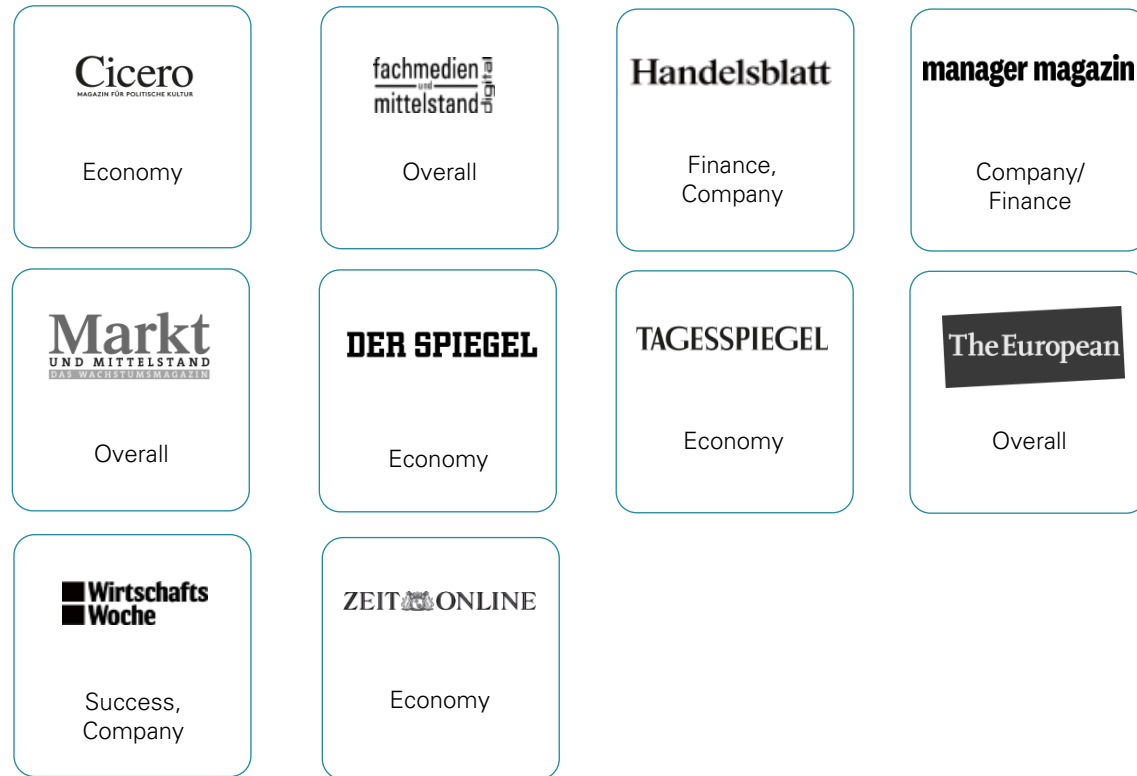 Cicero
MAGAZIN FÜR POLITISCHE KULTUR
Economy
fachmedien
und
mittelstand
digital
Overall
Handelsblatt
Finance,
Company
manager magazin
Company/
Finance
Markt
UND MITTELSTAND
DAS WACHSTUMSMAGAZIN
Overall
DER SPIEGEL
Economy
TAGESSPIEGEL
Economy
The European
Overall
Wirtschafts
Woche
Success,
Company
ZEIT ONLINE
Economy